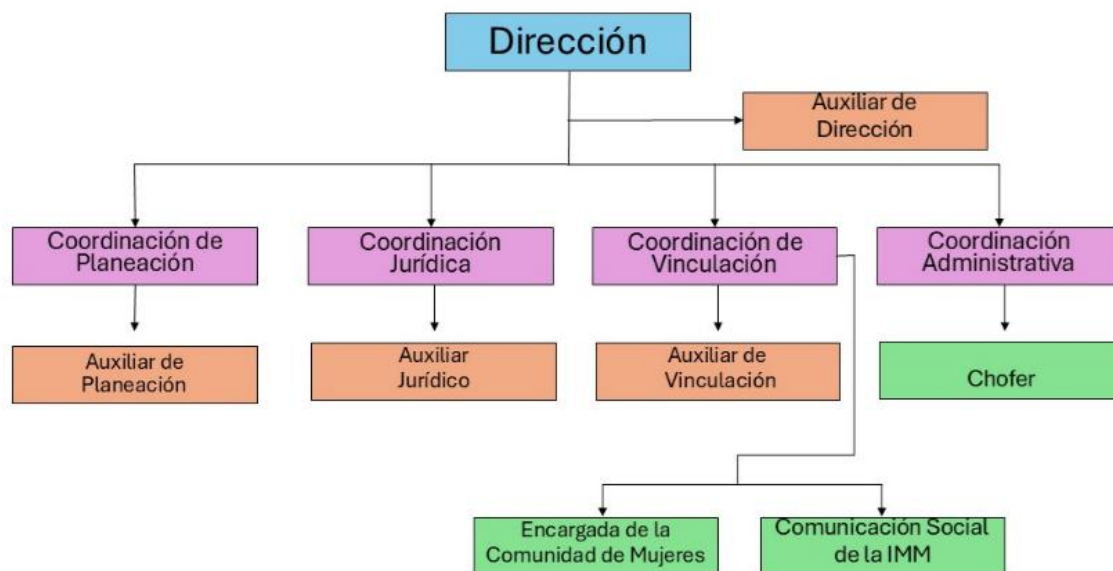 Dirección
Auxiliar de
Dirección
Coordinación de
Planeación
Coordinación
Jurídica
Coordinación de
Vinculación
Coordinación
Administrativa
Auxiliar de
Planeación
Auxiliar
Jurídico
Auxiliar de
Vinculación
Chofer
Encargada de la
Comunidad de Mujeres
Comunicación Social
de la IMM